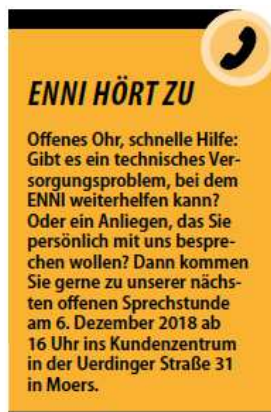 ENNI HÖRT ZU
Offenes Ohr, schnelle Hilfe:
Gibt es ein technisches Ver-
sorgungsproblem, bei dem
ENNI weiterhelfen kann?
Oder ein Anliegen, das Sie
persönlich mit uns bespre-
chen wollen? Dann kommen
Sie gerne zu unserer nächs-
ten offenen Sprechstunde
am 6. Dezember 2018 ab
16 Uhr ins Kundenzentrum
in der Uerdinger Straße 31
in Moers.